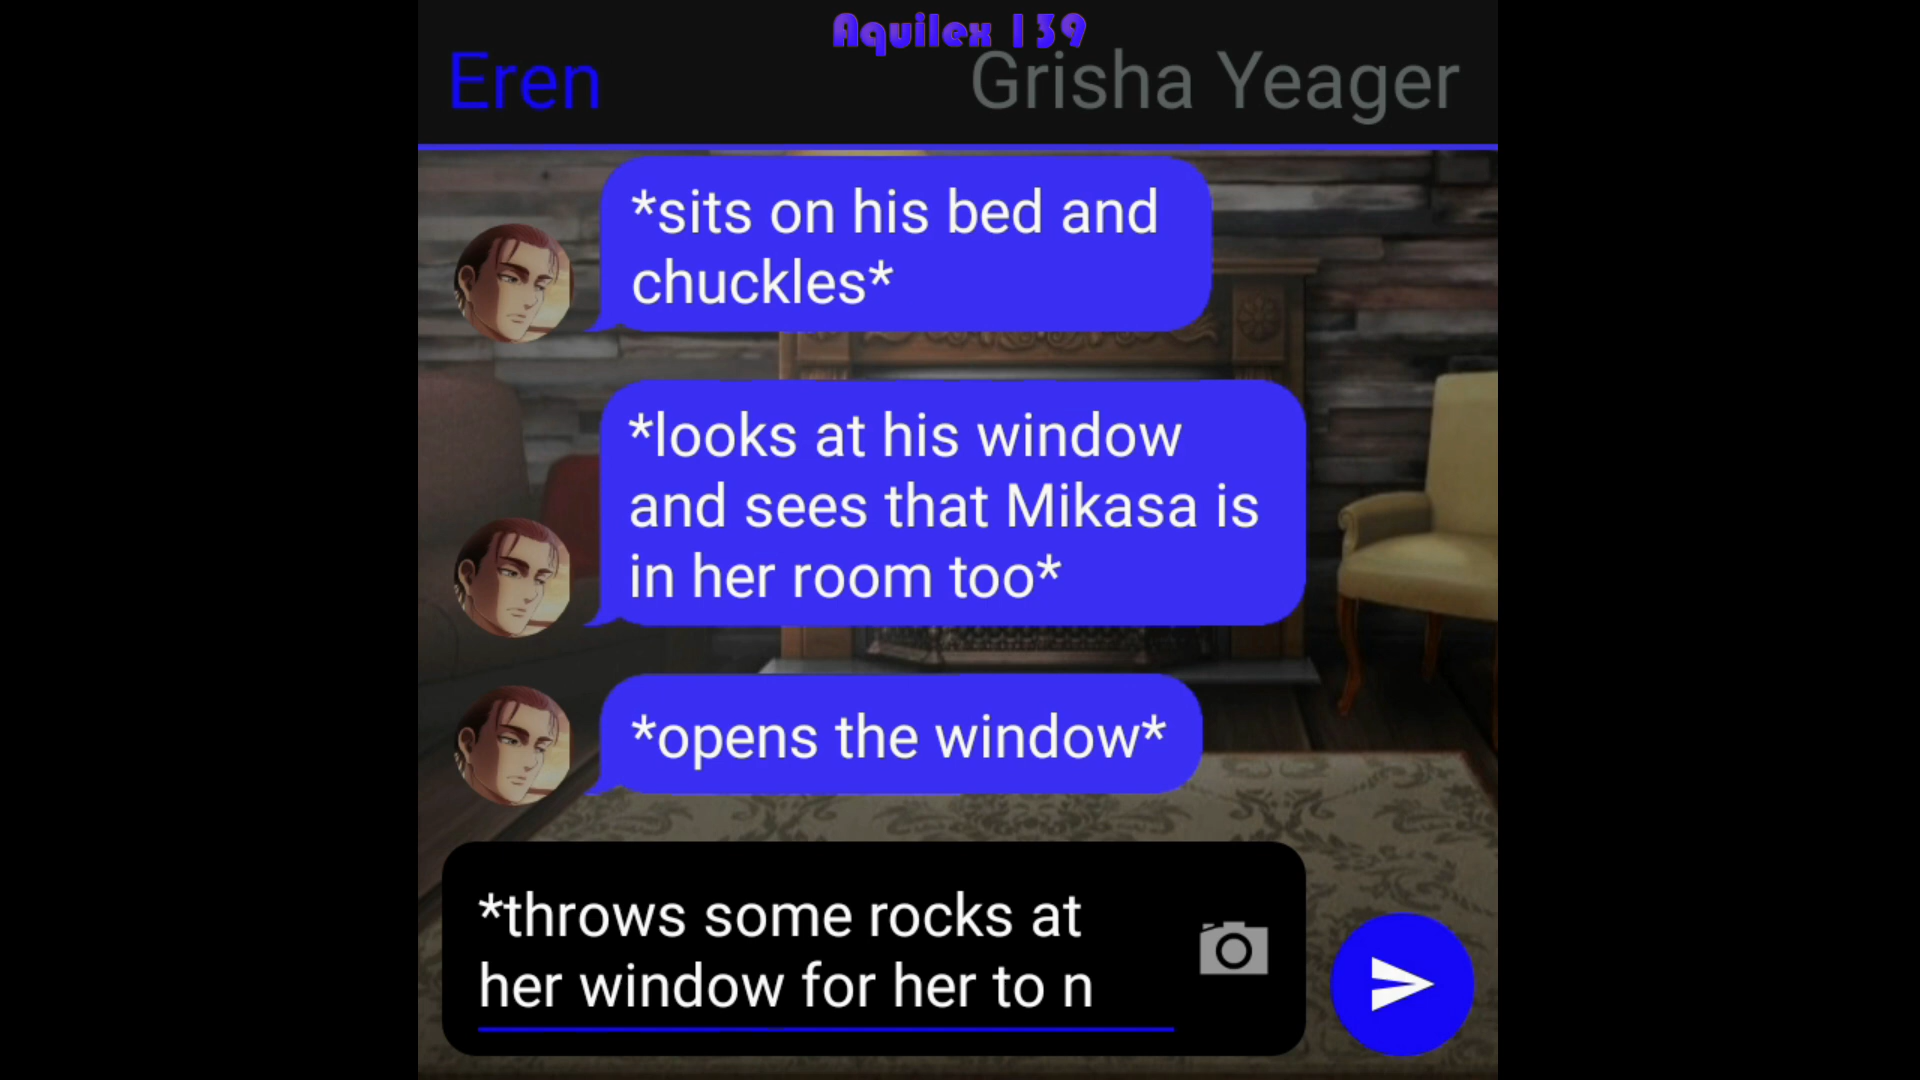 Aquilex 139
Eren
Grisha Yeager
*sits on his bed and
chuckles*
*looks at his window
and sees that Mikasa is
in her room too*
*opens the window*
*throws some rocks at
her window for her to n